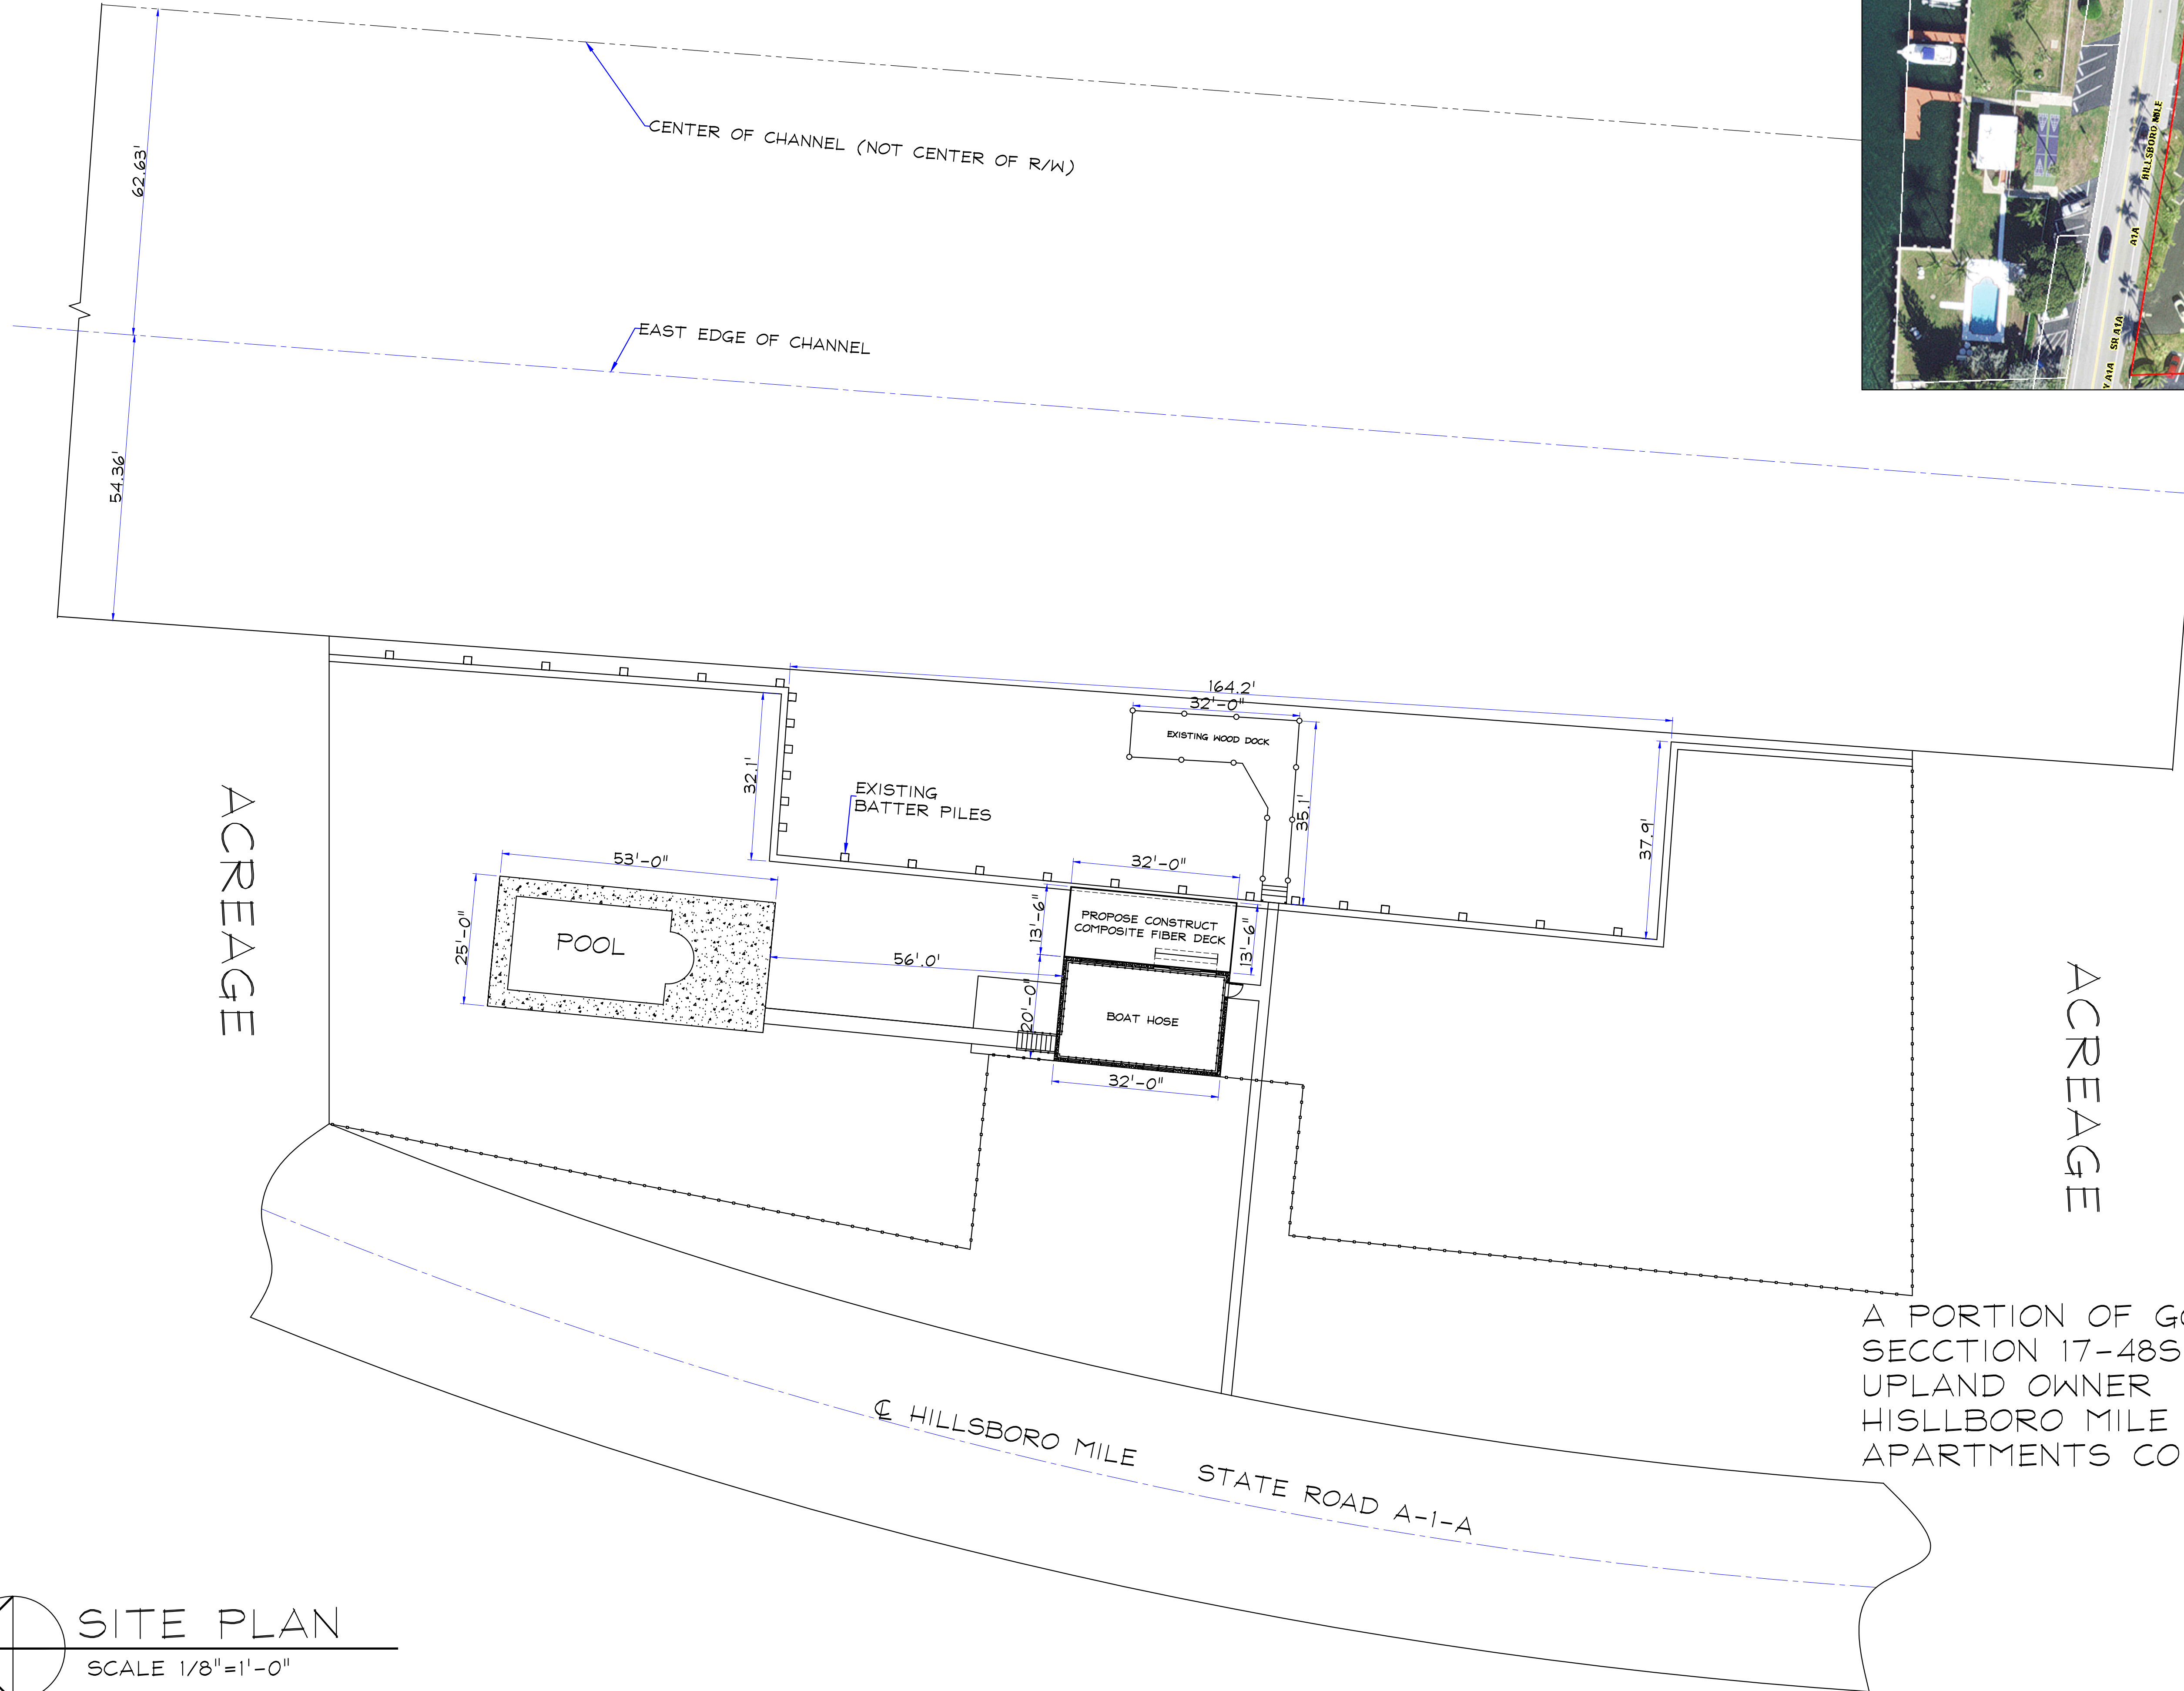 HILLSBORO MILE
A1A
SR A1A
Y A1A
62.63'
CENTER OF CHANNEL (NOT CENTER OF R/W)
EAST EDGE OF CHANNEL
54.36'
164.2'
32'-0"
EXISTING WOOD DOCK
32.1'
35.1'
37.9'
EXISTING
BATTER PILES
ACREAGE
53'-0"
25'-0"
POOL
56'.0'
32'-0"
13'-6"
PROPOSE CONSTRUCT
COMPOSITE FIBER DECK
13'-6"
20'-0"
BOAT HOSE
32'-0"
ACREAGE
A PORTION OF GO
SECCTION 17-48S
UPLAND OWNER
HISLLBORO MILE
APARTMENTS CO
℄ HILLSBORO MILE STATE ROAD A-1-A
SITE PLAN
SCALE 1/8"=1'-0"